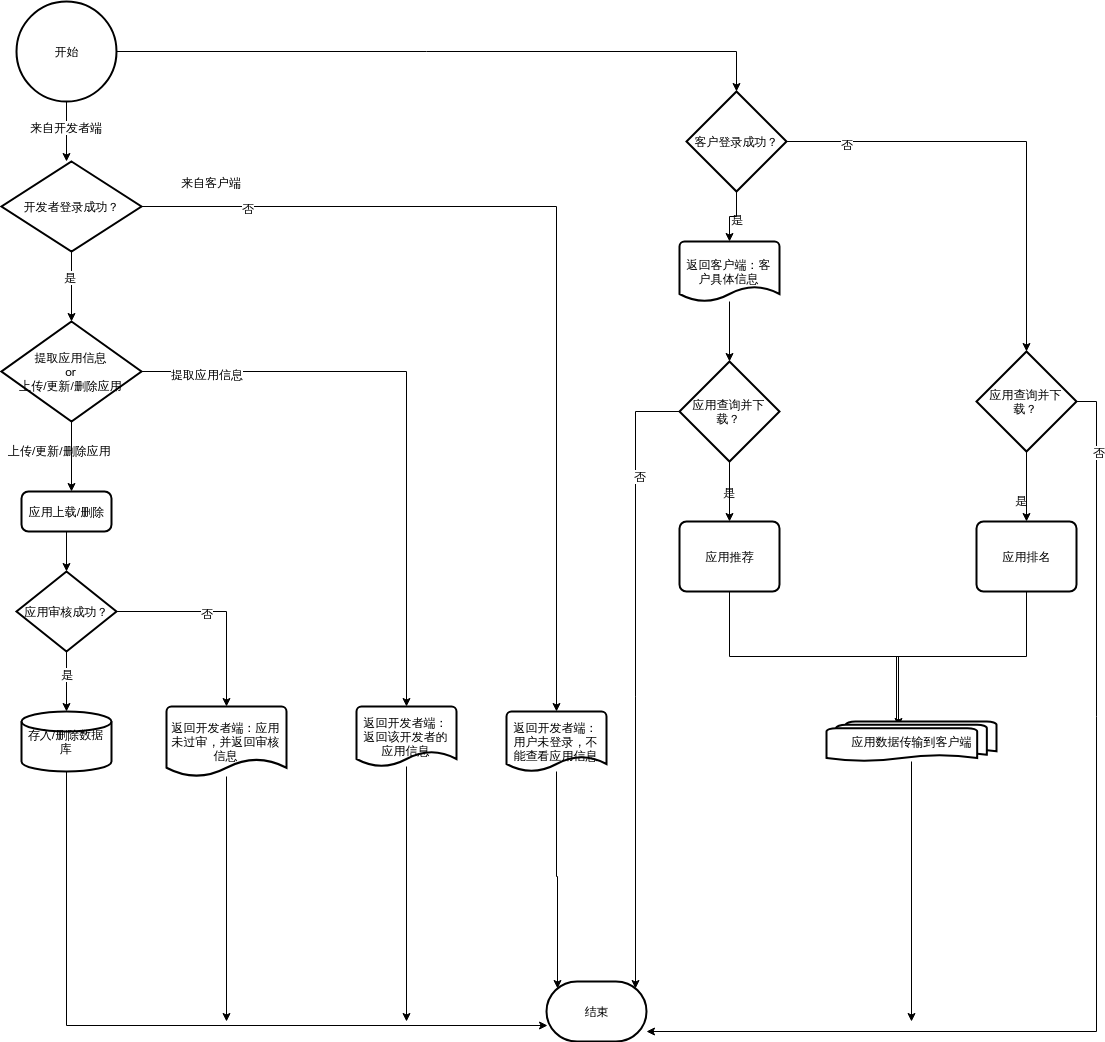 开始
来自开发者端
客户登录成功？
否
来自客户端
开发者登录成功？
否
是
返回客户端：客
户具体信息
是
提取应用信息
or
上传/更新/删除应用
提取应用信息
应用查询并下
载？
应用查询并下
载？
否
上传/更新/删除应用
否
是
是
应用上载/删除
应用推荐
应用排名
应用审核成功？
否
是
存入/删除数据
库
返回开发者端：应用
未过审，并返回审核
信息
返回开发者端：
返回该开发者的
应用信息
返回开发者端：
用户未登录，不
能查看应用信息
应用数据传输到客户端
结束